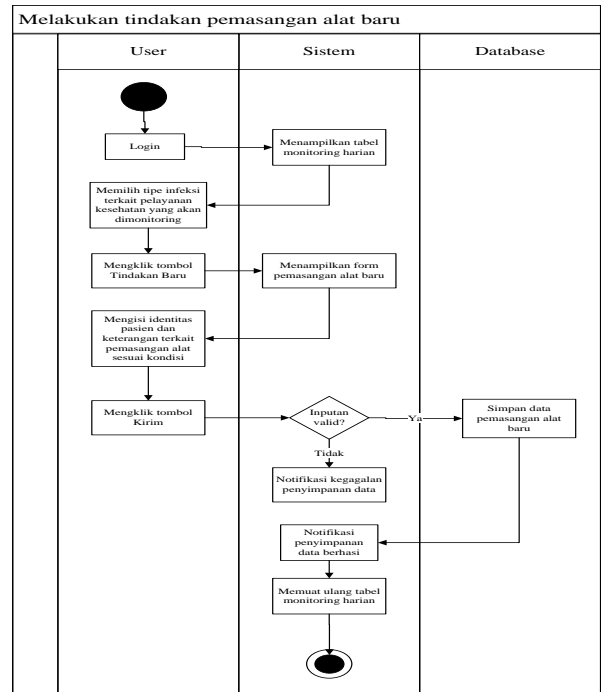 Melakukan tindakan pemasangan alat baru
User
Sistem
Database
Login
Menampilkan tabel
monitoring harian
Memilih tipe infeksi
terkait pelayanan
kesehatan yang akan
dimonitoring
Mengklik tombol
Tindakan Baru
Menampilkan form
pemasangan alat baru
Mengisi identitas
pasien dan
keterangan terkait
pemasangan alat
sesuai kondisi
Mengklik tombol
Kirim
Inputan
valid?
Ya
Simpan data
pemasangan alat
baru
Tidak
Notifikasi kegagalan
penyimpanan data
Notifikasi
penyimpanan
data berhasi
Memuat ulang tabel
monitoring harian